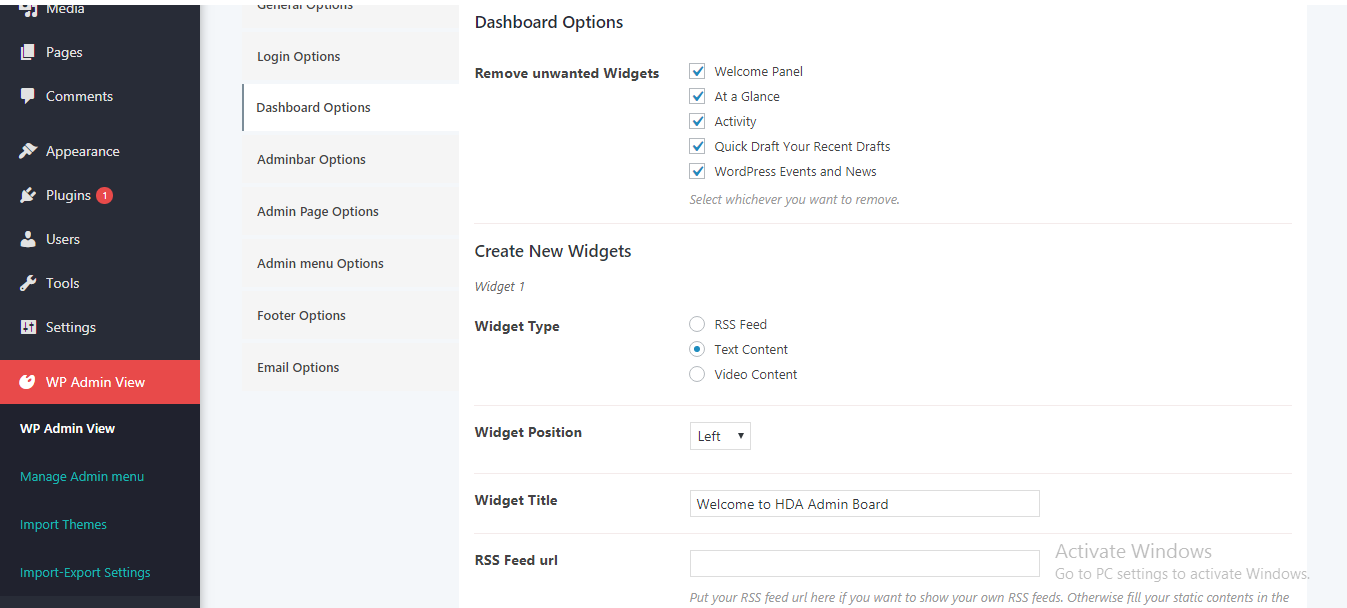 Media
Pages
Comments
Appearance
Plugins 1
Users
Tools
Settings
WP Admin View
WP Admin View
Manage Admin menu
Import Themes
Import-Export Settings
General Options
Login Options
Dashboard Options
Adminbar Options
Admin Page Options
Admin menu Options
Footer Options
Email Options
Dashboard Options
Remove unwanted Widgets
Welcome Panel
At a Glance
Activity
Quick Draft Your Recent Drafts
WordPress Events and News
Select whichever you want to remove.
Create New Widgets
Widget 1
Widget Type
RSS Feed
Text Content
Video Content
Widget Position
Left
Widget Title
Welcome to HDA Admin Board
RSS Feed url
Put your RSS feed url here if you want to show your own RSS feeds. Otherwise fill your static contents in the
Activate Windows
Go to PC settings to activate Windows.